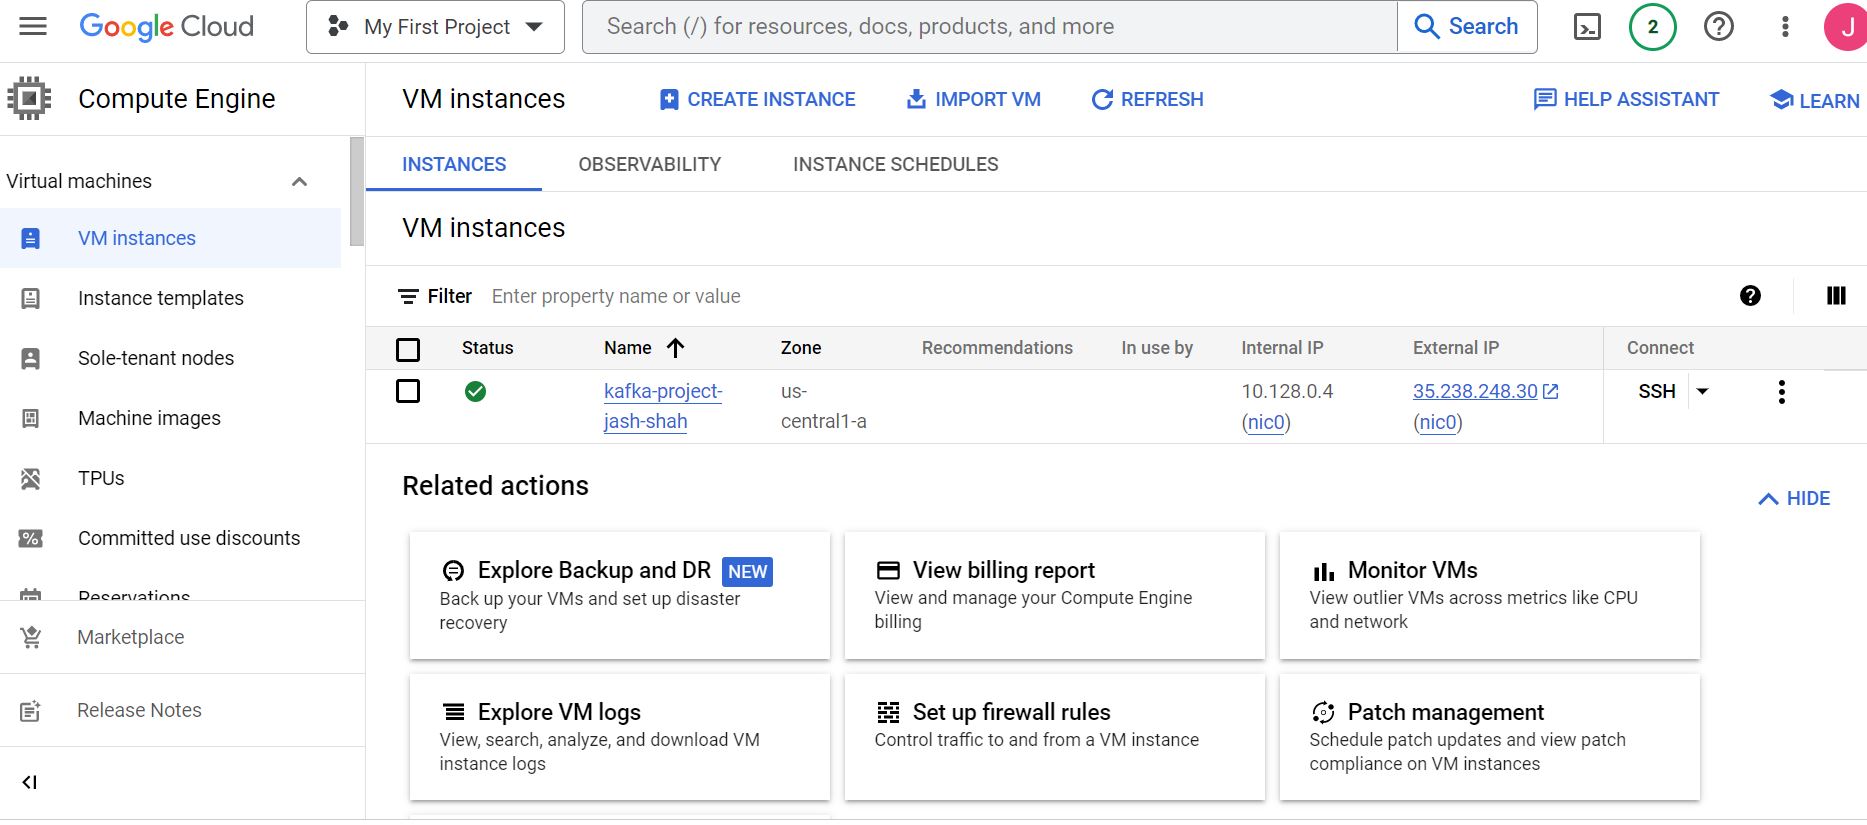 Google Cloud
My First Project
Search (/) for resources, docs, products, and more
Search
2
J
Compute Engine
VM instances
CREATE INSTANCE
IMPORT VM
REFRESH
HELP ASSISTANT
LEARN
Virtual machines
VM instances
Instance templates
Sole-tenant nodes
Machine images
TPUs
Committed use discounts
Reservations
Marketplace
Release Notes
INSTANCES
OBSERVABILITY
INSTANCE SCHEDULES
VM instances
Filter
Enter property name or value
Status
Name
Zone
Recommendations
In use by
Internal IP
External IP
Connect
kafka-project-
jash-shah
us-
central1-a
10.128.0.4
(nic0)
35.238.248.30
(nic0)
SSH
Related actions
HIDE
Explore Backup and DR NEW
Back up your VMs and set up disaster
recovery
View billing report
View and manage your Compute Engine
billing
Monitor VMs
View outlier VMs across metrics like CPU
and network
Explore VM logs
View, search, analyze, and download VM
instance logs
Set up firewall rules
Control traffic to and from a VM instance
Patch management
Schedule patch updates and view patch
compliance on VM instances